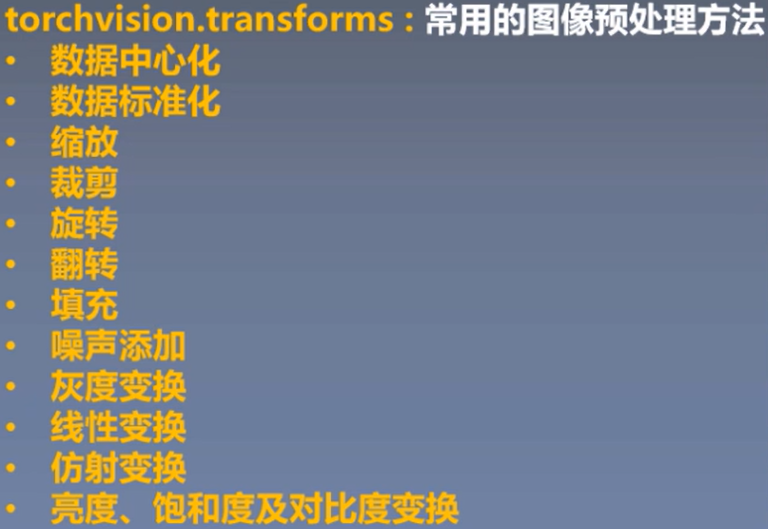 torchvision.transforms : 常用的图像预处理方法
• 数据中心化
• 数据标准化
• 缩放
• 裁剪
• 旋转
• 翻转
• 填充
• 噪声添加
• 灰度变换
• 线性变换
• 仿射变换
• 亮度、饱和度及对比度变换